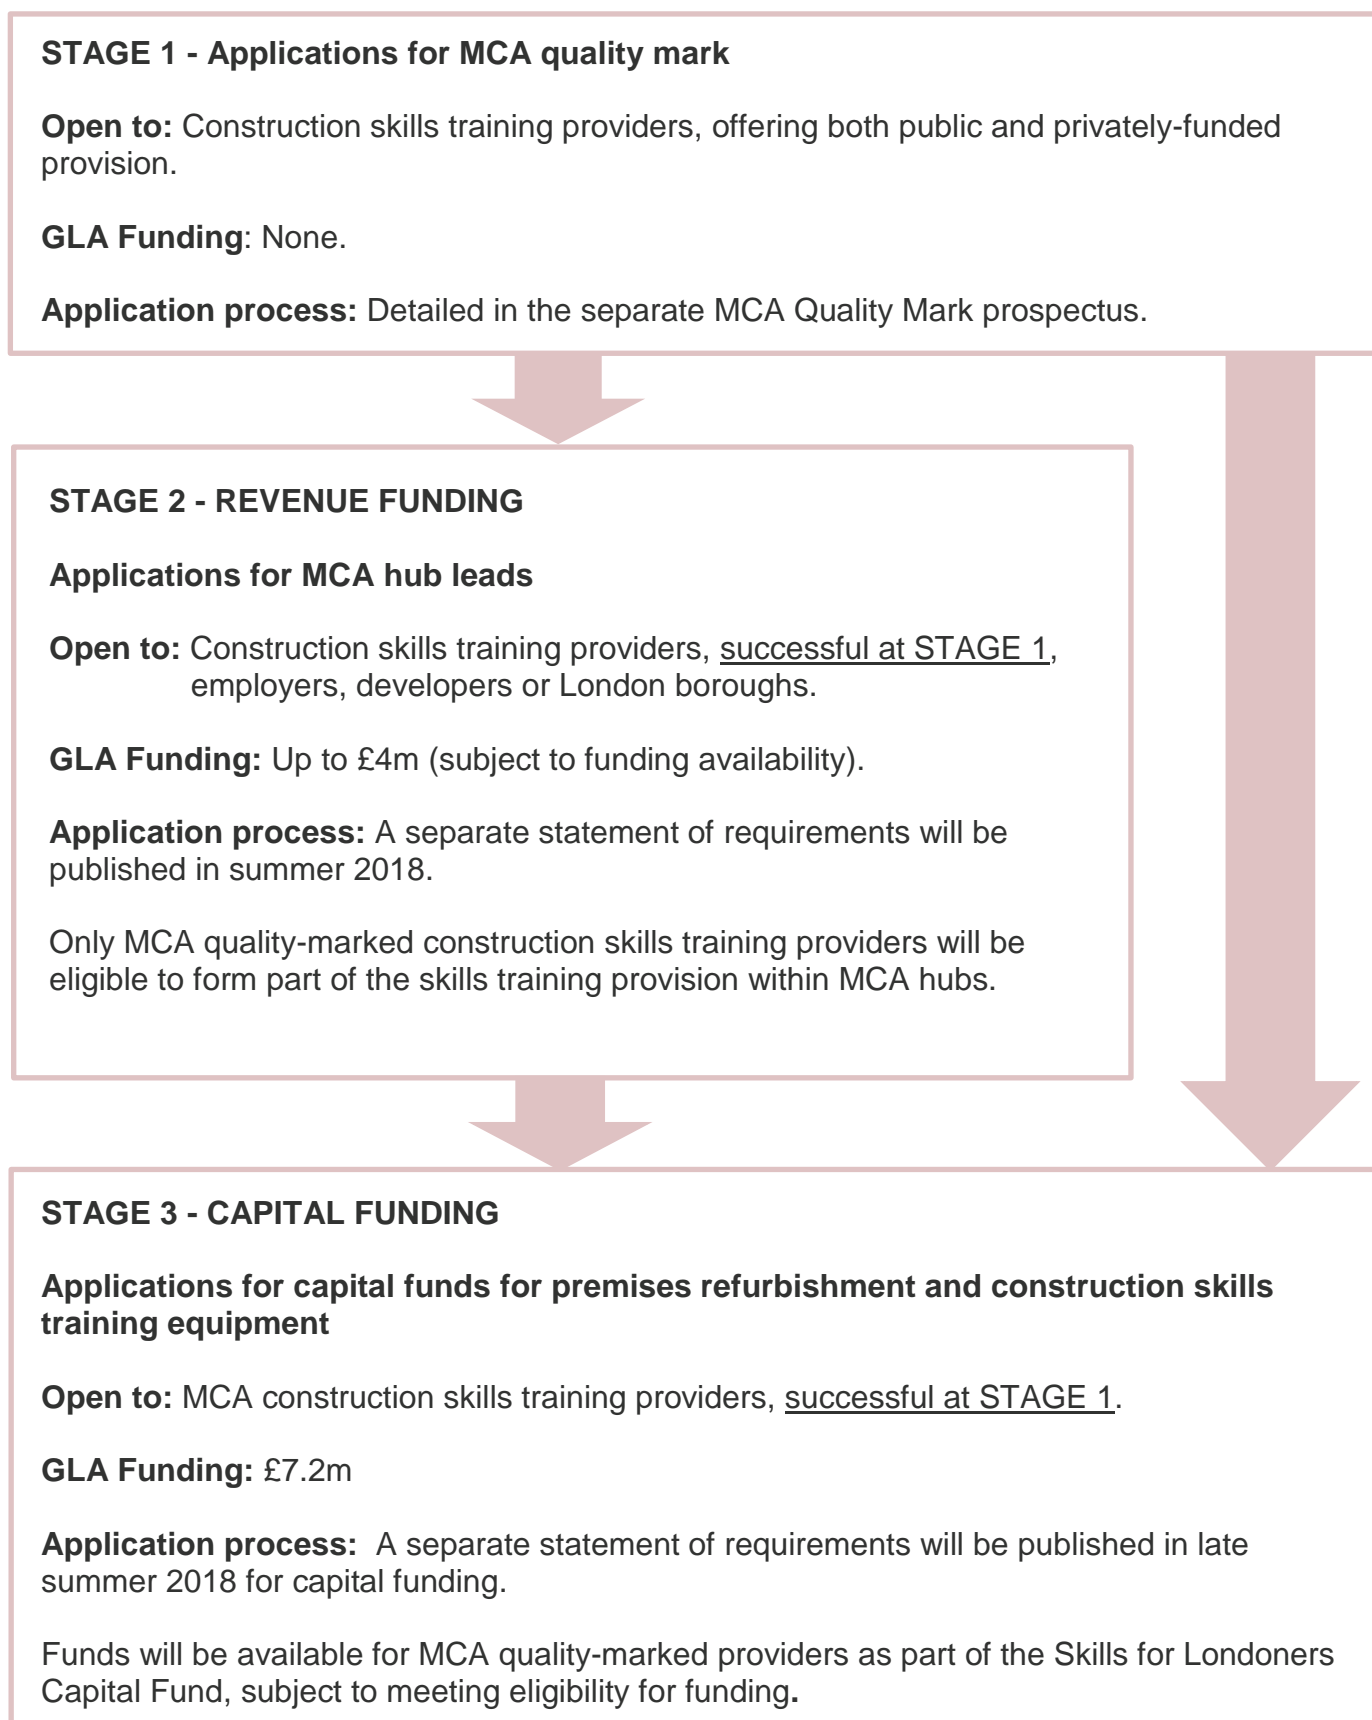 STAGE 1 - Applications for MCA quality mark
Open to: Construction skills training providers, offering both public and privately-funded
provision.
GLA Funding: None.
Application process: Detailed in the separate MCA Quality Mark prospectus.
STAGE 2 - REVENUE FUNDING
Applications for MCA hub leads
Open to: Construction skills training providers, successful at STAGE 1,
employers, developers or London boroughs.
GLA Funding: Up to £4m (subject to funding availability).
Application process: A separate statement of requirements will be
published in summer 2018.
Only MCA quality-marked construction skills training providers will be
eligible to form part of the skills training provision within MCA hubs.
STAGE 3 - CAPITAL FUNDING
Applications for capital funds for premises refurbishment and construction skills
training equipment
Open to: MCA construction skills training providers, successful at STAGE 1.
GLA Funding: £7.2m
Application process: A separate statement of requirements will be published in late
summer 2018 for capital funding.
Funds will be available for MCA quality-marked providers as part of the Skills for Londoners
Capital Fund, subject to meeting eligibility for funding.